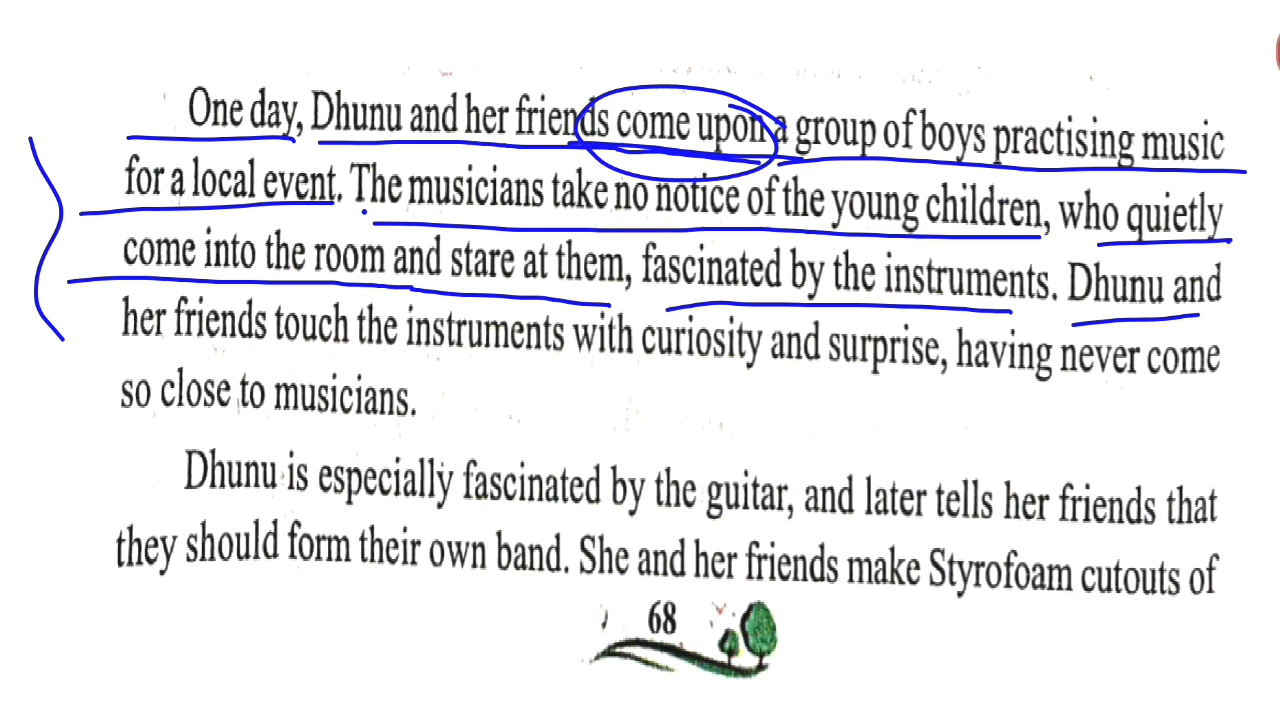 One day, Dhunu and her friends come upon a group of boys practising music
for a local event. The musicians take no notice of the young children, who quietly
come into the room and stare at them, fascinated by the instruments. Dhunu and
her friends touch the instruments with curiosity and surprise, having never come
so close to musicians.
Dhunu is especially fascinated by the guitar, and later tells her friends that
they should form their own band. She and her friends make Styrofoam cutouts of
68